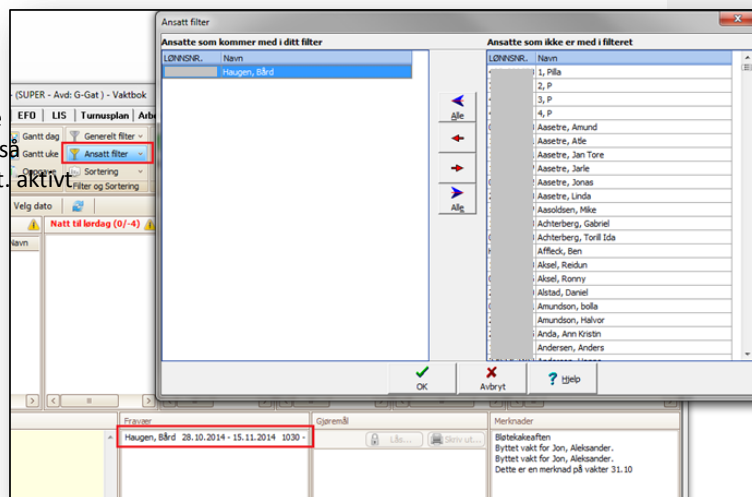 Ansatt filter
Ansatte som kommer med i ditt filter
LØNNSNR. Navn
Haugen, Bård
Alle
Alle
Ansatte som ikke er med i filteret
LØNNSNR. Navn
1, Pilla
2, P
3, P
4, P
Aasetre, Amund
Aasetre, Atle
Aasetre, Jan Tore
Aasetre, Jarle
Aasetre, Jonas
Aasetre, Linda
Aasoldsen, Mike
Achterberg, Gabriel
Achterberg, Torill Ida
Affleck, Ben
Aksel, Reidun
Aksel, Ronny
Alstad, Daniel
Amundson, bolla
Amundson, Halvor
Anda, Ann Kristin
Andersen, Anders
OK
Avbryt
Hjelp
- (SUPER - Avd: G-Gat ) - Vaktbok
EFO LIS Turnusplan
Gantt dag Generelt filter
så
Gantt uke Ansatt filter
Oppgave Sortering
t. aktivt
Filter og Sortering
Velg dato
Natt til lørdag (0/-4)
Navn
Fravær
Haugen, Bård 28.10.2014 - 15.11.2014 1030 -
Gjøremål
Lås...
Skriv ut...
Merknader
Bløtekakeaften
Byttet vakt for Jon, Aleksander.
Byttet vakt for Jon, Aleksander.
Dette er en merknad på vakter 31.10